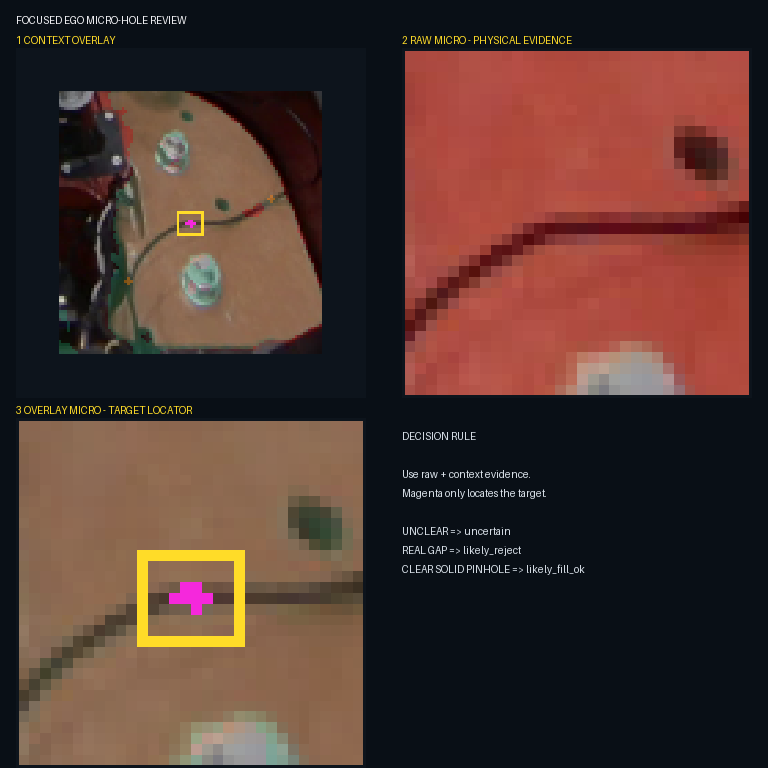 FOCUSED EGO MICRO-HOLE REVIEW
1 CONTEXT OVERLAY
2 RAW MICRO - PHYSICAL EVIDENCE
3 OVERLAY MICRO - TARGET LOCATOR
DECISION RULE
Use raw + context evidence.
Magenta only locates the target.
UNCLEAR => uncertain
REAL GAP => likely_reject
CLEAR SOLID PINHOLE => likely_fill_ok